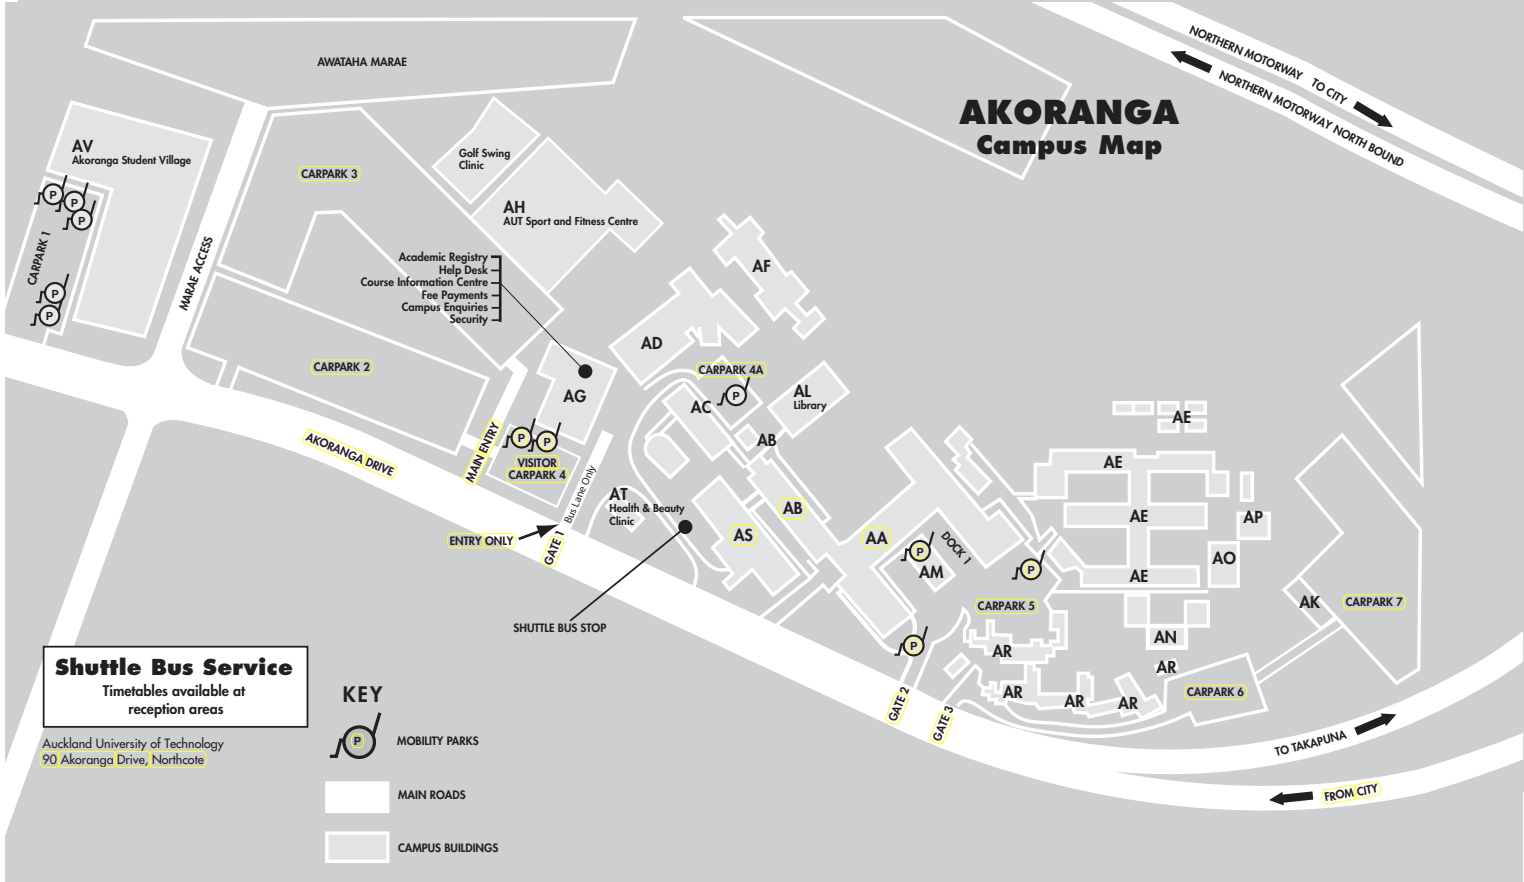 AWATAHA MARAE
AKORANGA
Campus Map
NORTHERN MOTORWAY TO CITY
NORTHERN MOTORWAY NORTH BOUND
AV
Akoranga Student Village
P
P
P
CARPARK 1
P
P
MARAE ACCESS
CARPARK 3
Golf Swing
Clinic
AH
AUT Sport and Fitness Centre
Academic Registry
Help Desk
Course Information Centre
Fee Payments
Campus Enquiries
Security
AF
AD
CARPARK 2
CARPARK 4A
P
AG
AC
AL
Library
AB
AKORANGA DRIVE
MAIN ENTRY
P
P
VISITOR
CARPARK 4
Bus Lane Only
AT
Health & Beauty
Clinic
ENTRY ONLY
GATE 1
AS
AB
AA
P
DOCK 1
AM
P
AE
AE
AE
AE
AP
AO
CARPARK 5
AK
CARPARK 7
SHUTTLE BUS STOP
P
AR
AN
AR
AR
AR
AR
CARPARK 6
GATE 2
GATE 3
TO TAKAPUNA
FROM CITY
Shuttle Bus Service
Timetables available at
reception areas
Auckland University of Technology
90 Akoranga Drive, Northcote
KEY
P
MOBILITY PARKS
MAIN ROADS
CAMPUS BUILDINGS